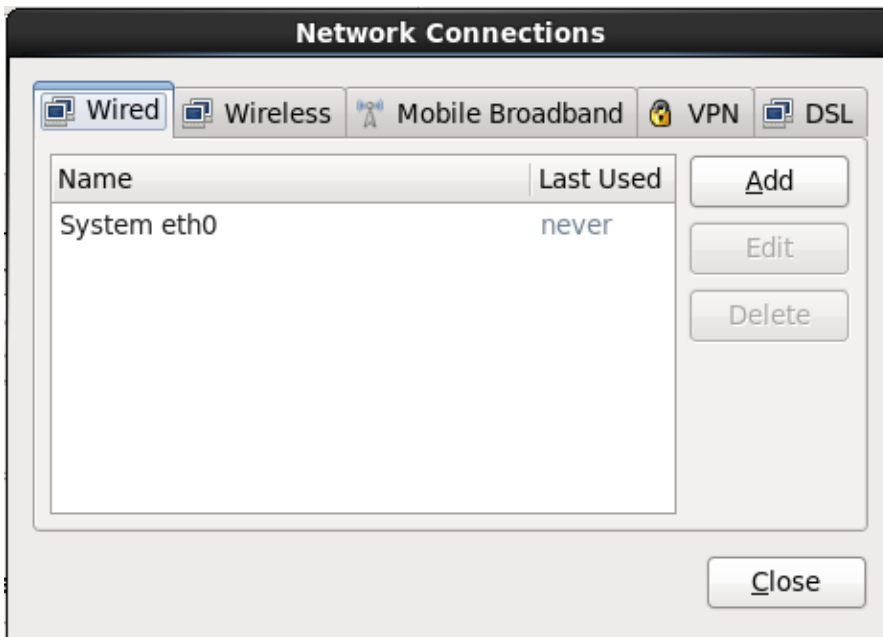 Network Connections
Wired Wireless Mobile Broadband VPN DSL
Name Last Used Add
System eth0 never Edit
Delete
Close